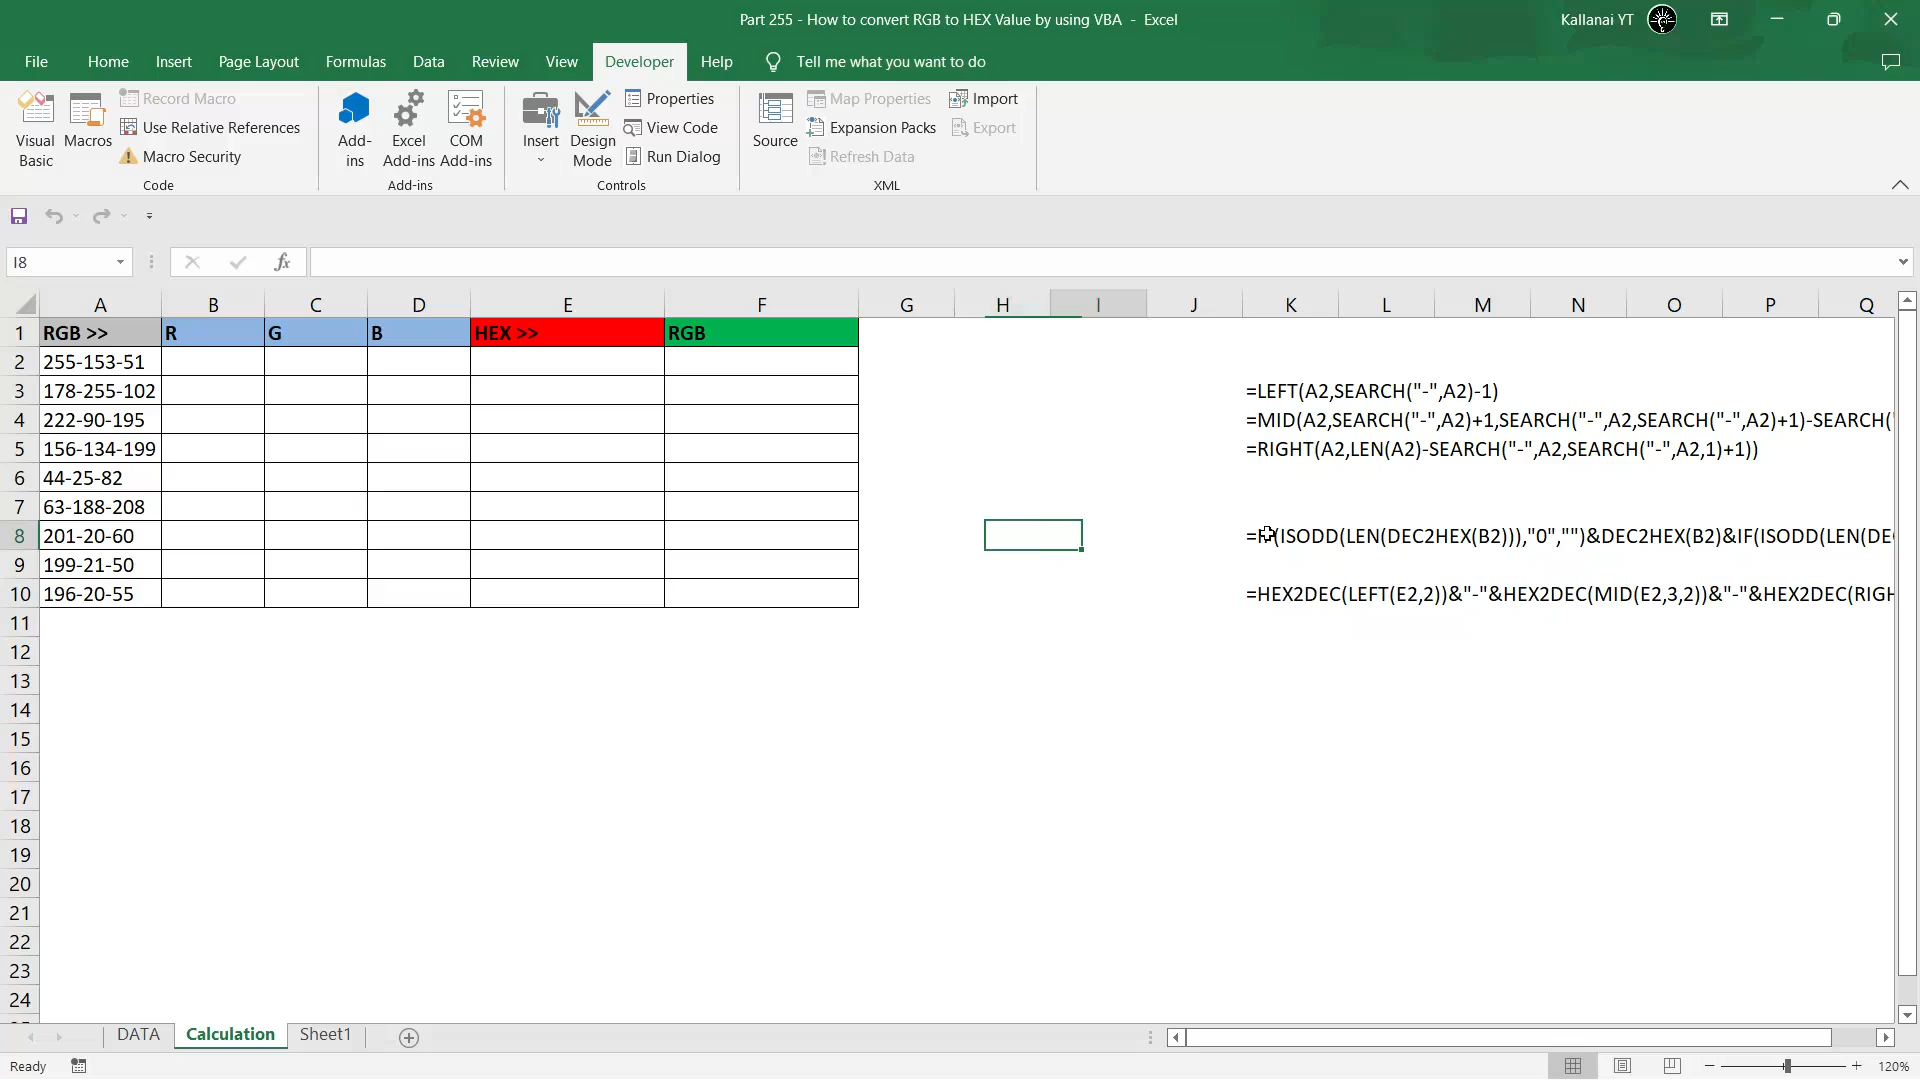 Part 255 - How to convert RGB to HEX Value by using VBA - Excel
Kallanai YT
File Home Insert Page Layout Formulas Data Review View Developer Help Tell me what you want to do
Visual Basic
Macros
Record Macro
Use Relative References
Macro Security
Code
Add-ins
Excel Add-ins
COM Add-ins
Add-ins
Insert
Design Mode
Properties
View Code
Run Dialog
Controls
Source
Map Properties
Expansion Packs
Refresh Data
Import
Export
XML
I8
fx
A B C D E F G H I J K L M N O P Q
1 RGB >> R G B HEX >> RGB
2 255-153-51
3 178-255-102 =LEFT(A2,SEARCH("-",A2)-1)
4 222-90-195 =MID(A2,SEARCH("-",A2)+1,SEARCH("-",A2,SEARCH("-",A2)+1)-SEARCH("
5 156-134-199 =RIGHT(A2,LEN(A2)-SEARCH("-",A2,SEARCH("-",A2,1)+1))
6 44-25-82
7 63-188-208
8 201-20-60 =IF(ISODD(LEN(DEC2HEX(B2))),"0","")&DEC2HEX(B2)&IF(ISODD(LEN(DEC
9 199-21-50
10 196-20-55 =HEX2DEC(LEFT(E2,2))&"-"&HEX2DEC(MID(E2,3,2))&"-"&HEX2DEC(RIGH
11
12
13
14
15
16
17
18
19
20
21
22
23
24
DATA Calculation Sheet1
Ready
120%